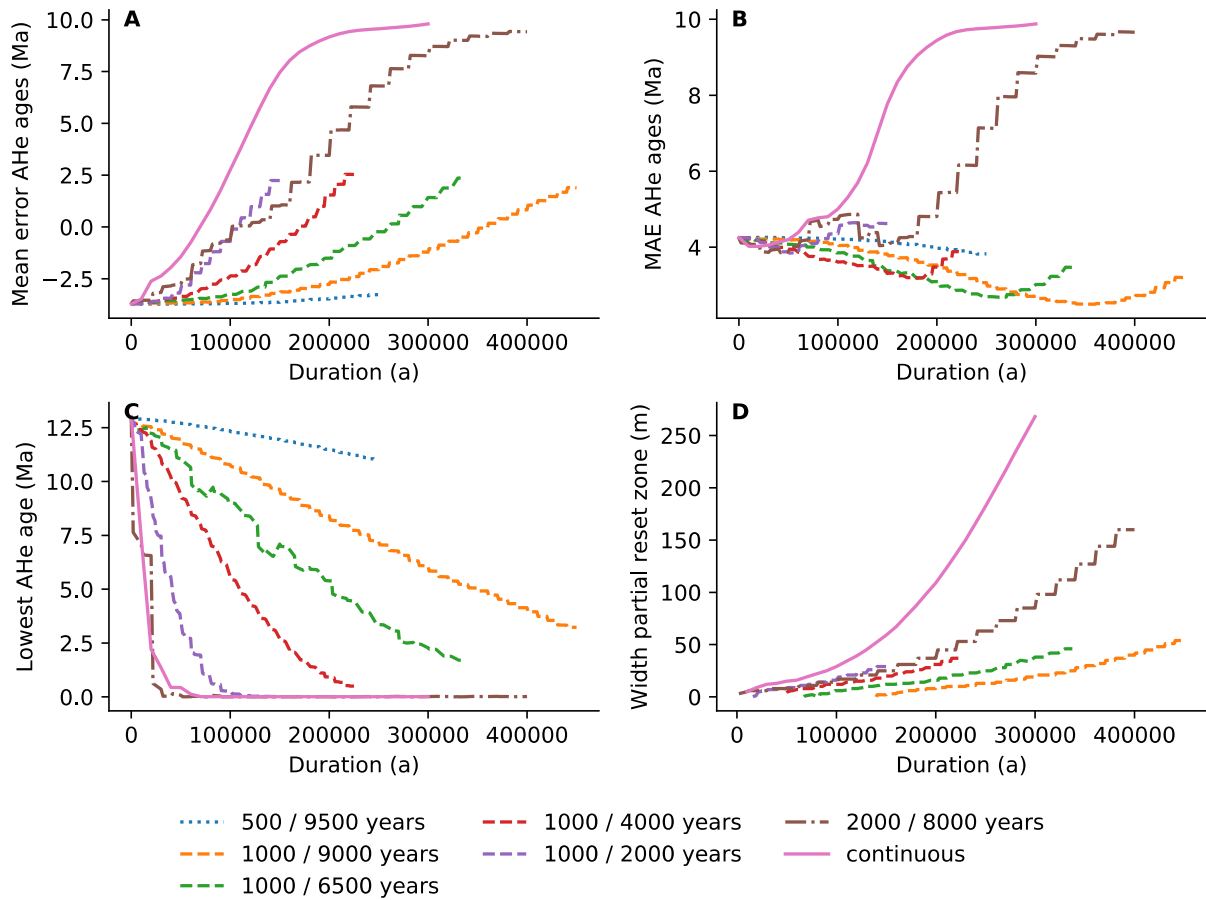 A
B
10.0
7.5
5.0
2.5
0.0
−2.5
Mean error AHe ages (Ma)
0 100000 200000 300000 400000
Duration (a)
10
8
6
4
MAE AHe ages (Ma)
0 100000 200000 300000 400000
Duration (a)
C
D
12.5
10.0
7.5
5.0
2.5
0.0
Lowest AHe age (Ma)
0 100000 200000 300000 400000
Duration (a)
250
200
150
100
50
0
Width partial reset zone (m)
0 100000 200000 300000 400000
Duration (a)
500 / 9500 years
1000 / 9000 years
1000 / 6500 years
1000 / 4000 years
1000 / 2000 years
2000 / 8000 years
continuous